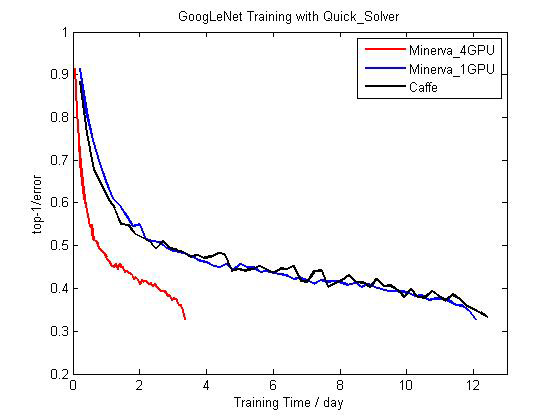 GoogLeNet Training with Quick_Solver
Minerva_4GPU
Minerva_1GPU
Caffe
1
0.9
0.8
0.7
0.6
0.5
0.4
0.3
0.2
top-1/error
0 2 4 6 8 10 12
Training Time / day